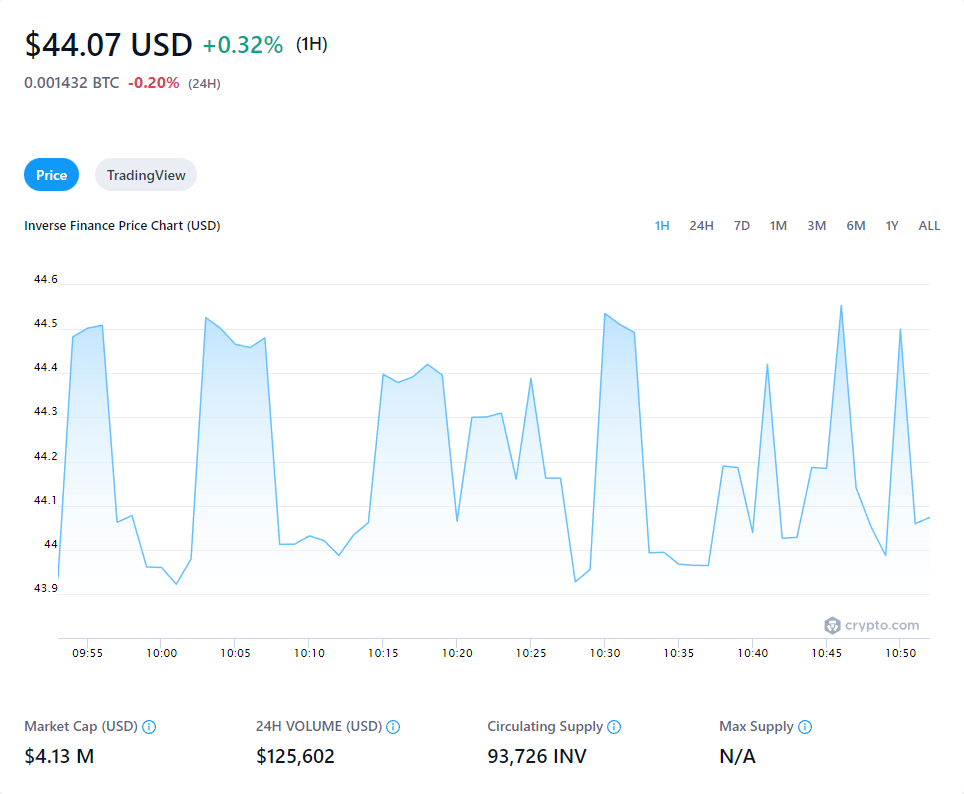 $44.07 USD +0.32% (1H)
0.001432 BTC -0.20% (24H)
Price TradingView
Inverse Finance Price Chart (USD) 1H 24H 7D 1M 3M 6M 1Y ALL
44.6
44.5
44.4
44.3
44.2
44.1
44
43.9
crypto.com
09:55 10:00 10:05 10:10 10:15 10:20 10:25 10:30 10:35 10:40 10:45 10:50
Market Cap (USD) 24H VOLUME (USD) Circulating Supply Max Supply
$4.13 M $125,602 93,726 INV N/A